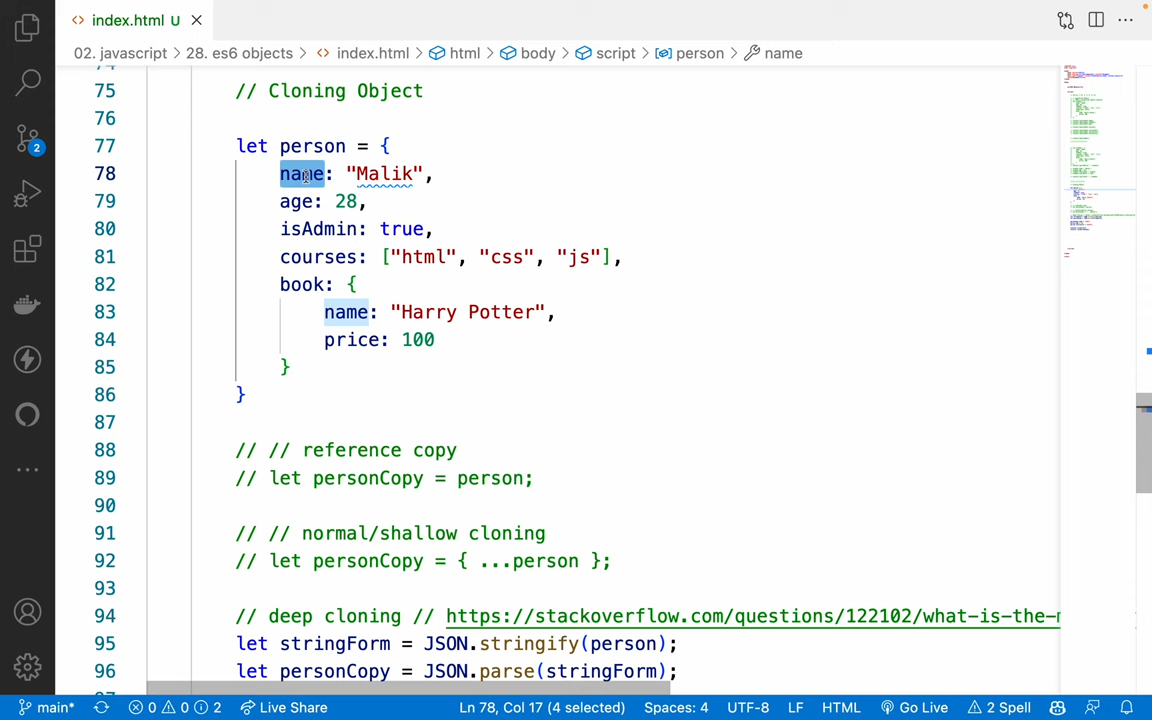 index.html U
02. javascript > 28. es6 objects > index.html > html > body > script > person > name
74
75 // Cloning Object
76
77 let person = {
78 name: "Malik",
79 age: 28,
80 isAdmin: true,
81 courses: ["html", "css", "js"],
82 book: {
83 name: "Harry Potter",
84 price: 100
85 }
86 }
87
88 // // reference copy
89 // let personCopy = person;
90
91 // // normal/shallow cloning
92 // let personCopy = { ...person };
93
94 // deep cloning // https://stackoverflow.com/questions/122102/what-is-the-
95 let stringForm = JSON.stringify(person);
96 let personCopy = JSON.parse(stringForm);
2
main* 0 0 2 Live Share Ln 78, Col 17 (4 selected) Spaces: 4 UTF-8 LF HTML Go Live 2 Spell